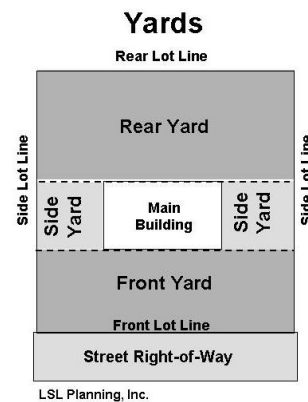 Yards
Rear Lot Line
Rear Yard
Side Lot Line
Side
Yard
Main
Building
Side
Yard
Side Lot Line
Front Yard
Front Lot Line
Street Right-of-Way
LSL Planning, Inc.